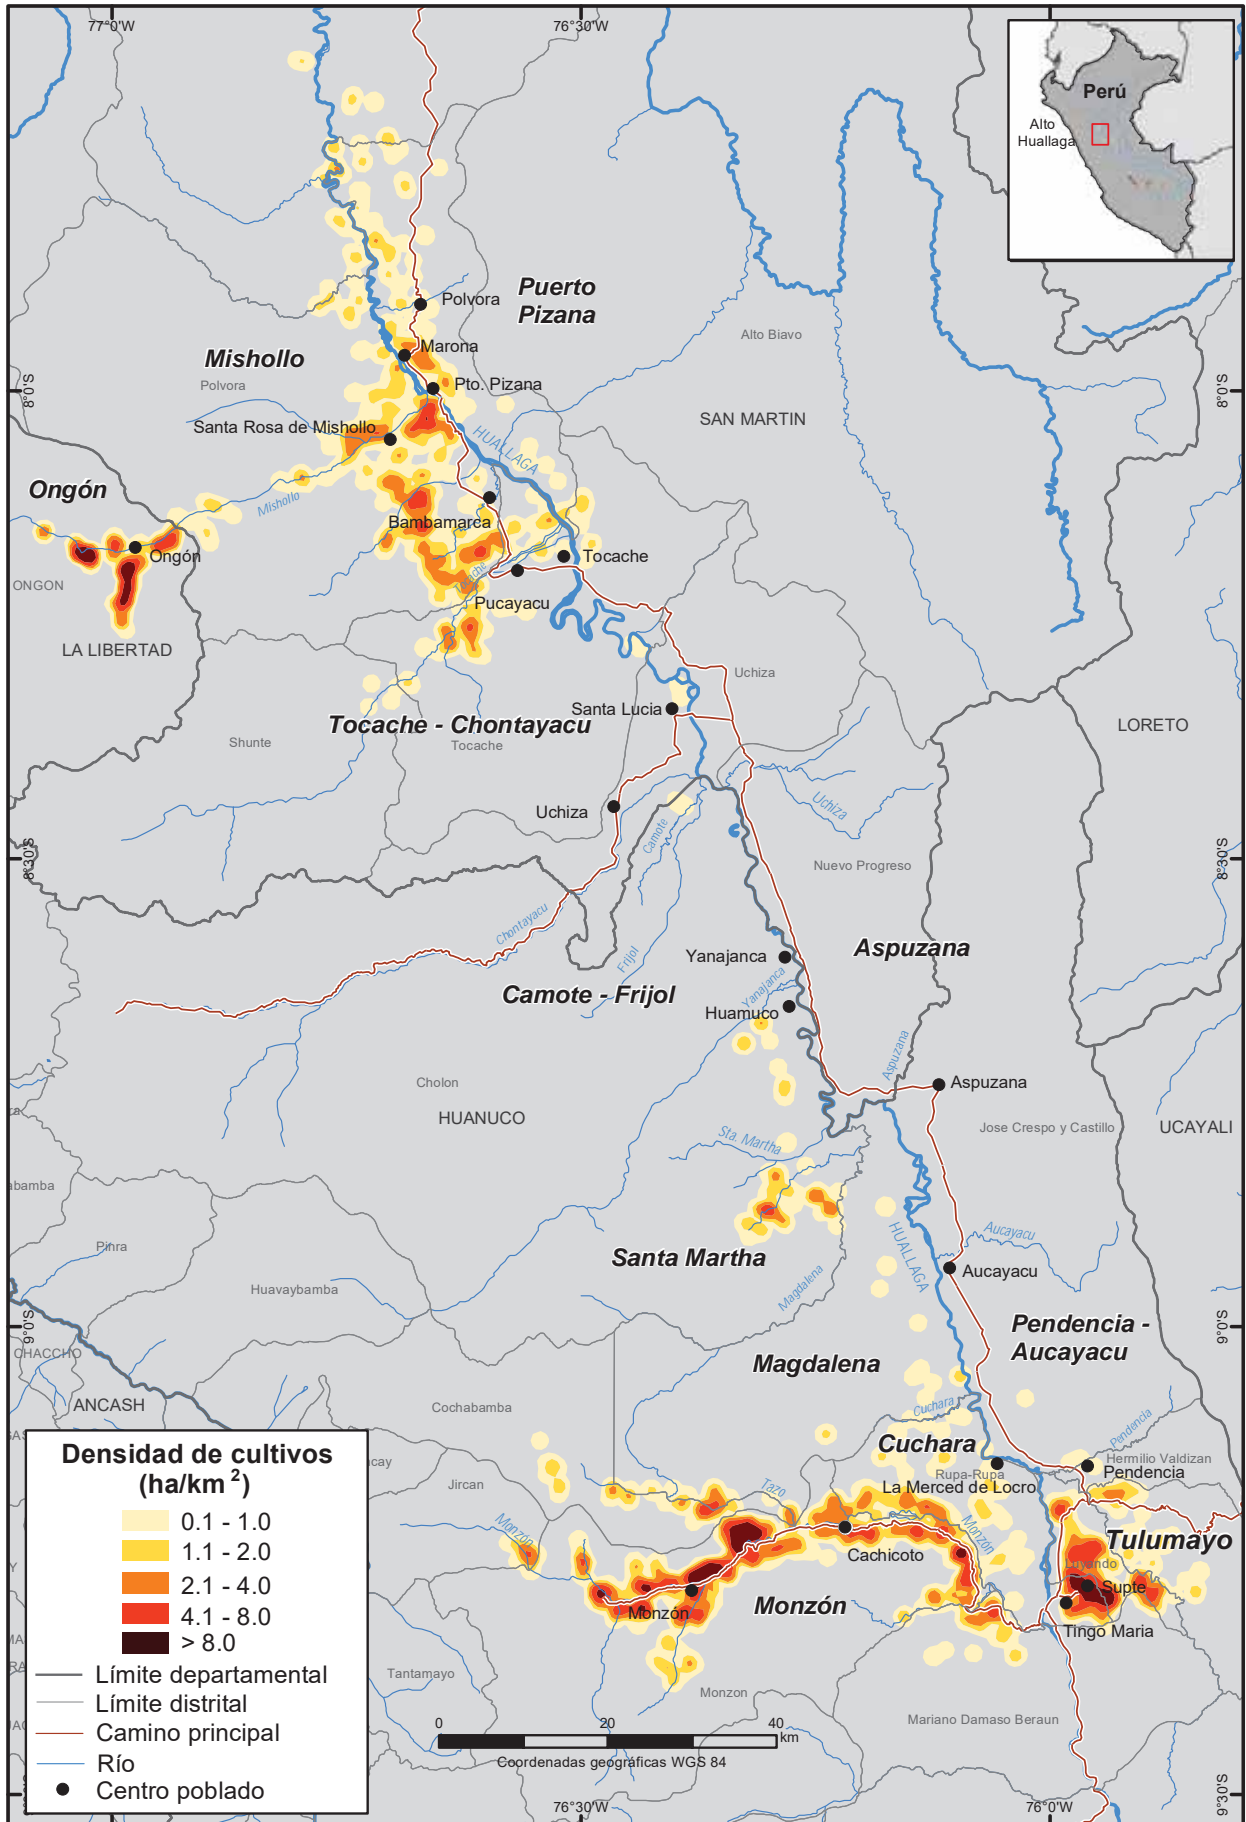 77°0'W
76°30'W
Perú
Alto
Huallaga
Puerto
Pizana
Polvora
Alto Biavo
Marona
Mishollo
Polvora
Pto. Pizana
8°0'S
8°0'S
SAN MARTIN
Santa Rosa de Mishollo
HUALLAGA
Ongón
Mishollo
Bambamarca
Ongón
Tocache
ONGON
Tocache
Pucayacu
LA LIBERTAD
Uchiza
Santa Lucia
Tocache - Chontayacu
LORETO
Shunte
Tocache
Uchiza
Uchiza
Camote
8°30'S
8°30'S
Nuevo Progreso
Chontayacu
Frijol
Aspuzana
Yanajanca
Camote - Frijol
Yanajanca
Huamuco
Aspuzana
Cholon
Aspuzana
HUANUCO
Jose Crespo y Castillo
UCAYALI
Sta. Martha
abamba
Pinra
Aucayacu
HUALLAGA
Santa Martha
Aucayacu
Magdalena
Huavaybamba
9°0'S
9°0'S
Pendencia -
Aucayacu
CHACCHO
Magdalena
ANCASH
Cochabamba
Cuchara
Pendencia
Cuchara
Densidad de cultivos
(ha/km²)
Hermilio Valdizan
Pendencia
Rupa-Rupa
La Merced de Locro
Jircan
Tazo
0.1 - 1.0
1.1 - 2.0
2.1 - 4.0
4.1 - 8.0
> 8.0
Monzón
Monzón
Tulumayo
Cachicoto
Supte
Monzón
Monzón
Tingo Maria
Límite departamental
Límite distrital
Camino principal
Río
Centro poblado
Tantamayo
Monzon
Mariano Damaso Beraun
0 20 40
km
Coordenadas geográficas WGS 84
76°30'W
76°0'W
9°30'S